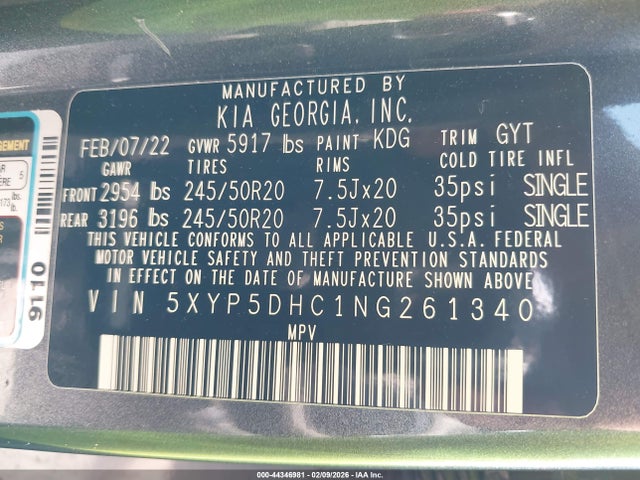 MANUFACTURED BY
KIA GEORGIA, INC.
FEB/07/22 GVWR 5917 lbs PAINT KDG TRIM GYT
GAWR TIRES RIMS COLD TIRE INFL
FRONT 2954 lbs 245/50R20 7.5Jx20 35psi SINGLE
REAR 3196 lbs 245/50R20 7.5Jx20 35psi SINGLE
THIS VEHICLE CONFORMS TO ALL APPLICABLE U.S.A. FEDERAL
MOTOR VEHICLE SAFETY AND THEFT PREVENTION STANDARDS
IN EFFECT ON THE DATE OF MANUFACTURE SHOWN ABOVE.
VIN 5XYP5DHC1NG261340
MPV
9110
000-44346981 - 02/09/2026 - IAA Inc.